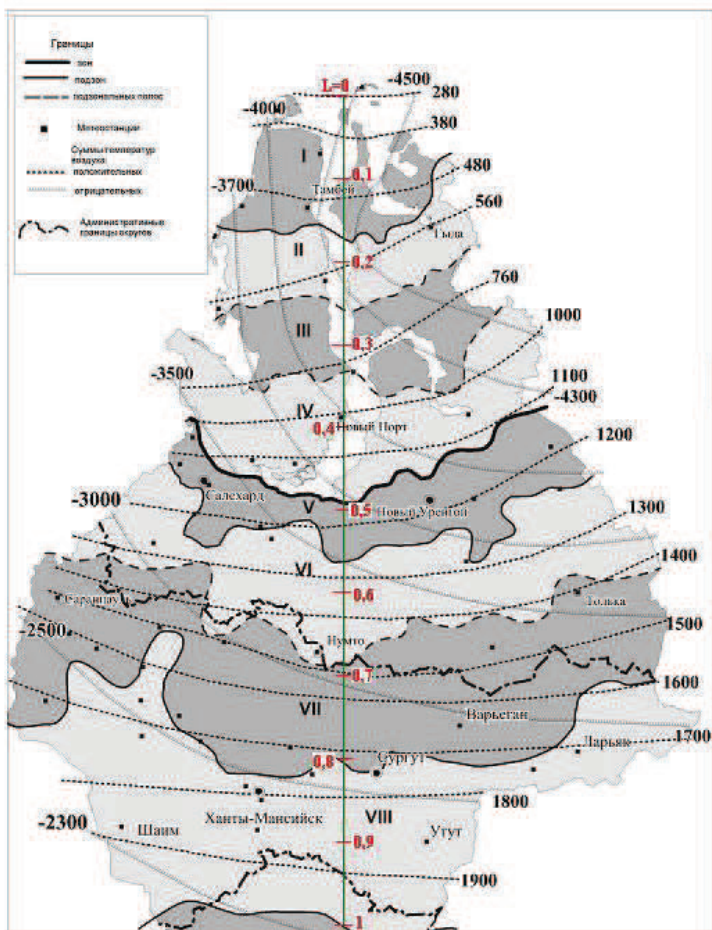 Границы
зон
подзон
подзональных полос
Метеостанции
Суммы температур
воздуха
положительных
отрицательных
Административные
границы округов
L=0
-4500
280
-4000
380
I
480
0,1
-3700
Тамбей
560
Гыда
II
0,2
760
III
0,3
1000
-3500
1100
IV
-4300
0,4
Новый Порт
1200
Салехард
-3000
V
0,5
Новый Уренгой
1300
VI
1400
0,6
Саранпауль
Толька
1500
-2500
Нумто
0,7
1600
VII
Варьеган
1700
Ларьяк
0,8
Сургут
1800
-2300
Шаим
Ханты-Мансийск
VIII
Угут
0,9
1900
1